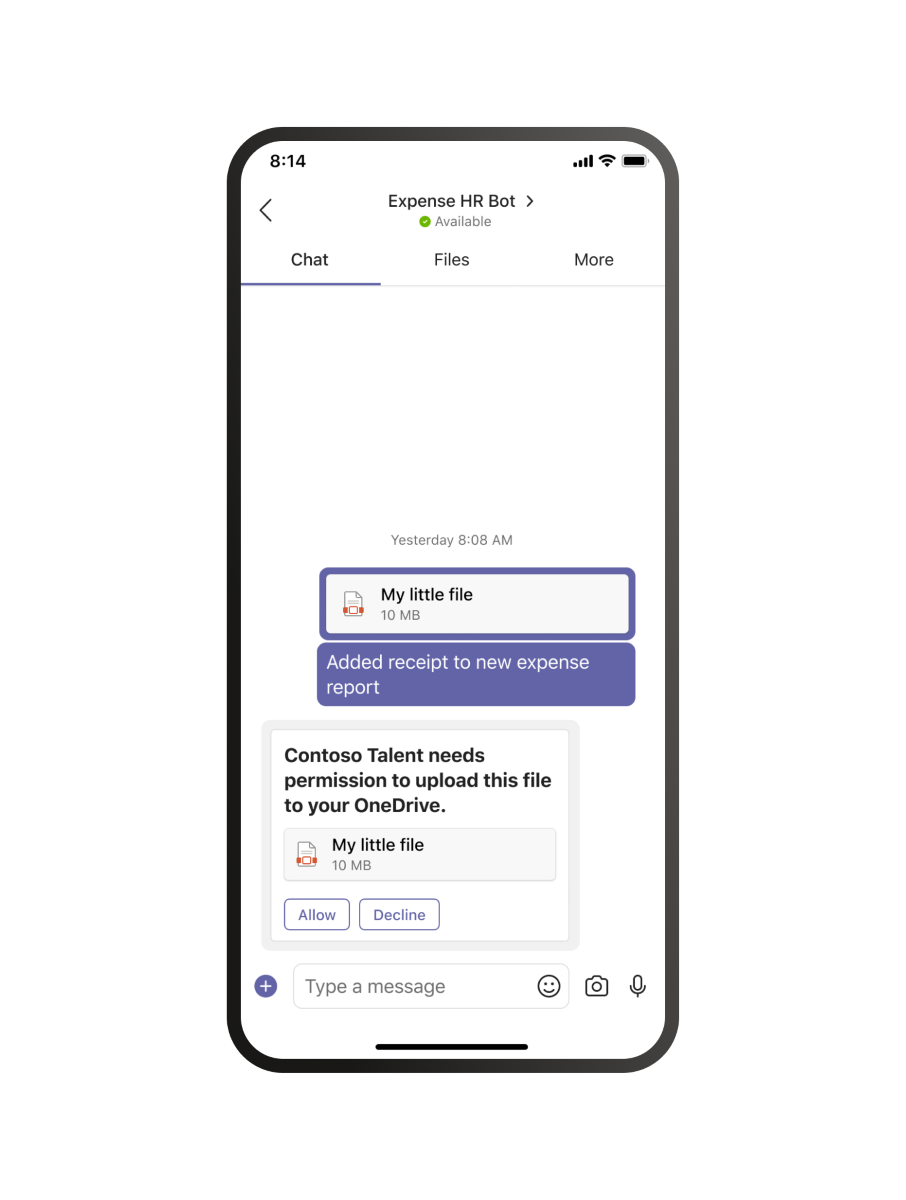 8:14
Expense HR Bot
Available
Chat
Files
More
Yesterday 8:08 AM
My little file
10 MB
Added receipt to new expense
report
Contoso Talent needs
permission to upload this file
to your OneDrive.
My little file
10 MB
Allow
Decline
Type a message